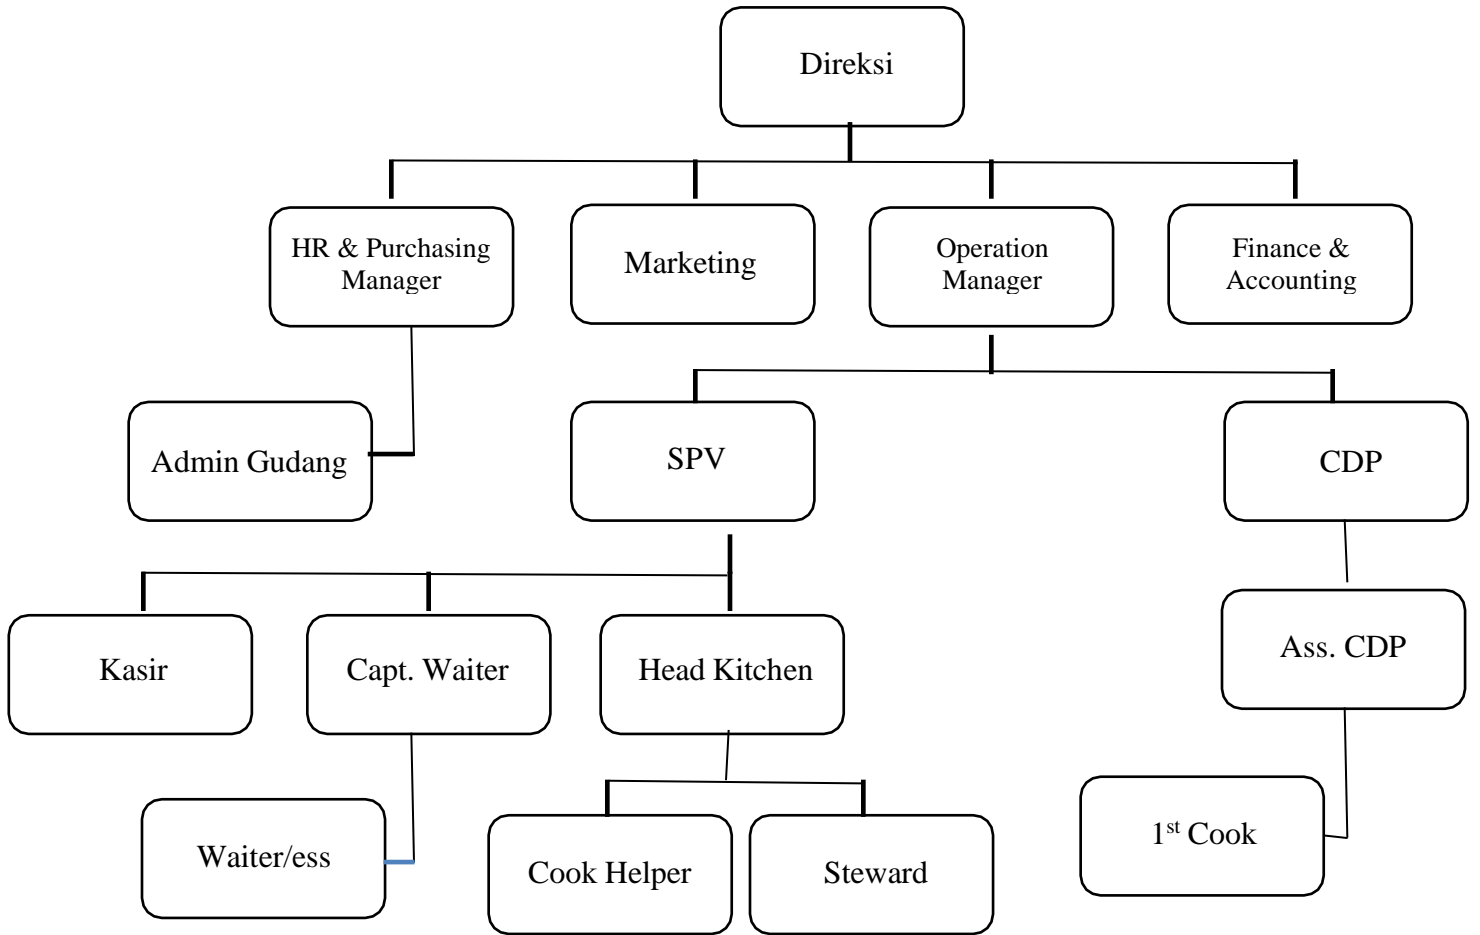 Direksi
HR & Purchasing
Manager
Marketing
Operation
Manager
Finance &
Accounting
Admin Gudang
SPV
CDP
Kasir
Capt. Waiter
Head Kitchen
Ass. CDP
Waiter/ess
Cook Helper
Steward
1st Cook